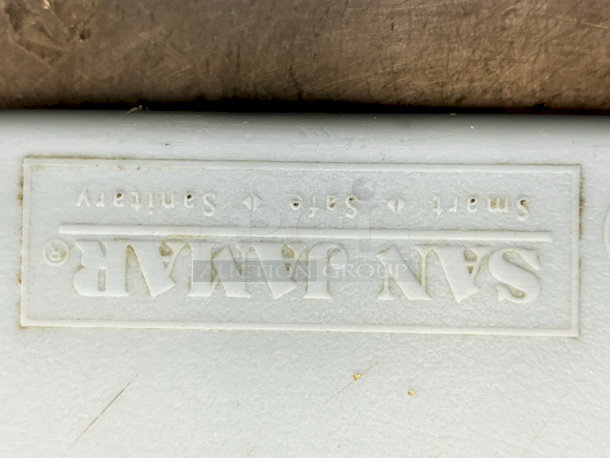 SAN JAMAR®
Smart ◊ Safe ◊ Sanitary
AUCTION GROUP